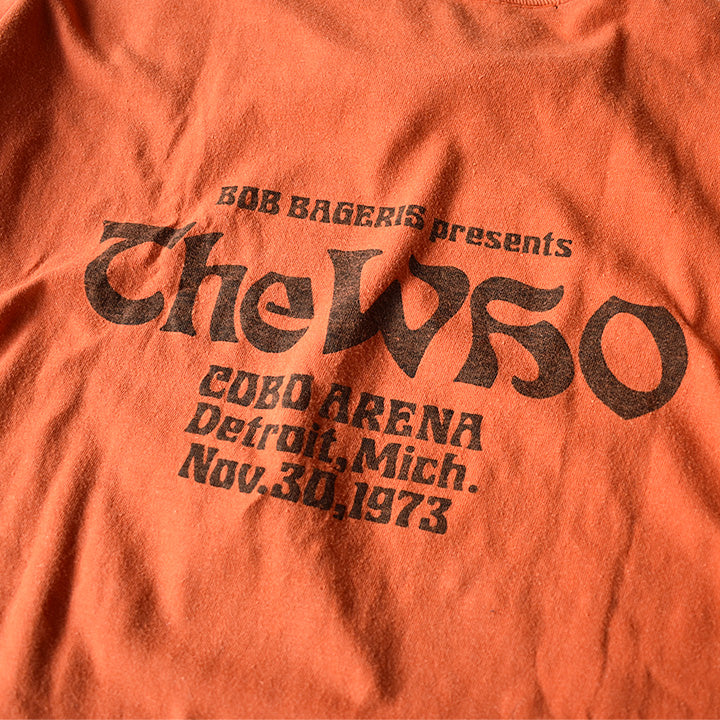 BOB BAGERIS presents
The WHO
COBO ARENA
Detroit, Mich.
Nov. 30, 1973